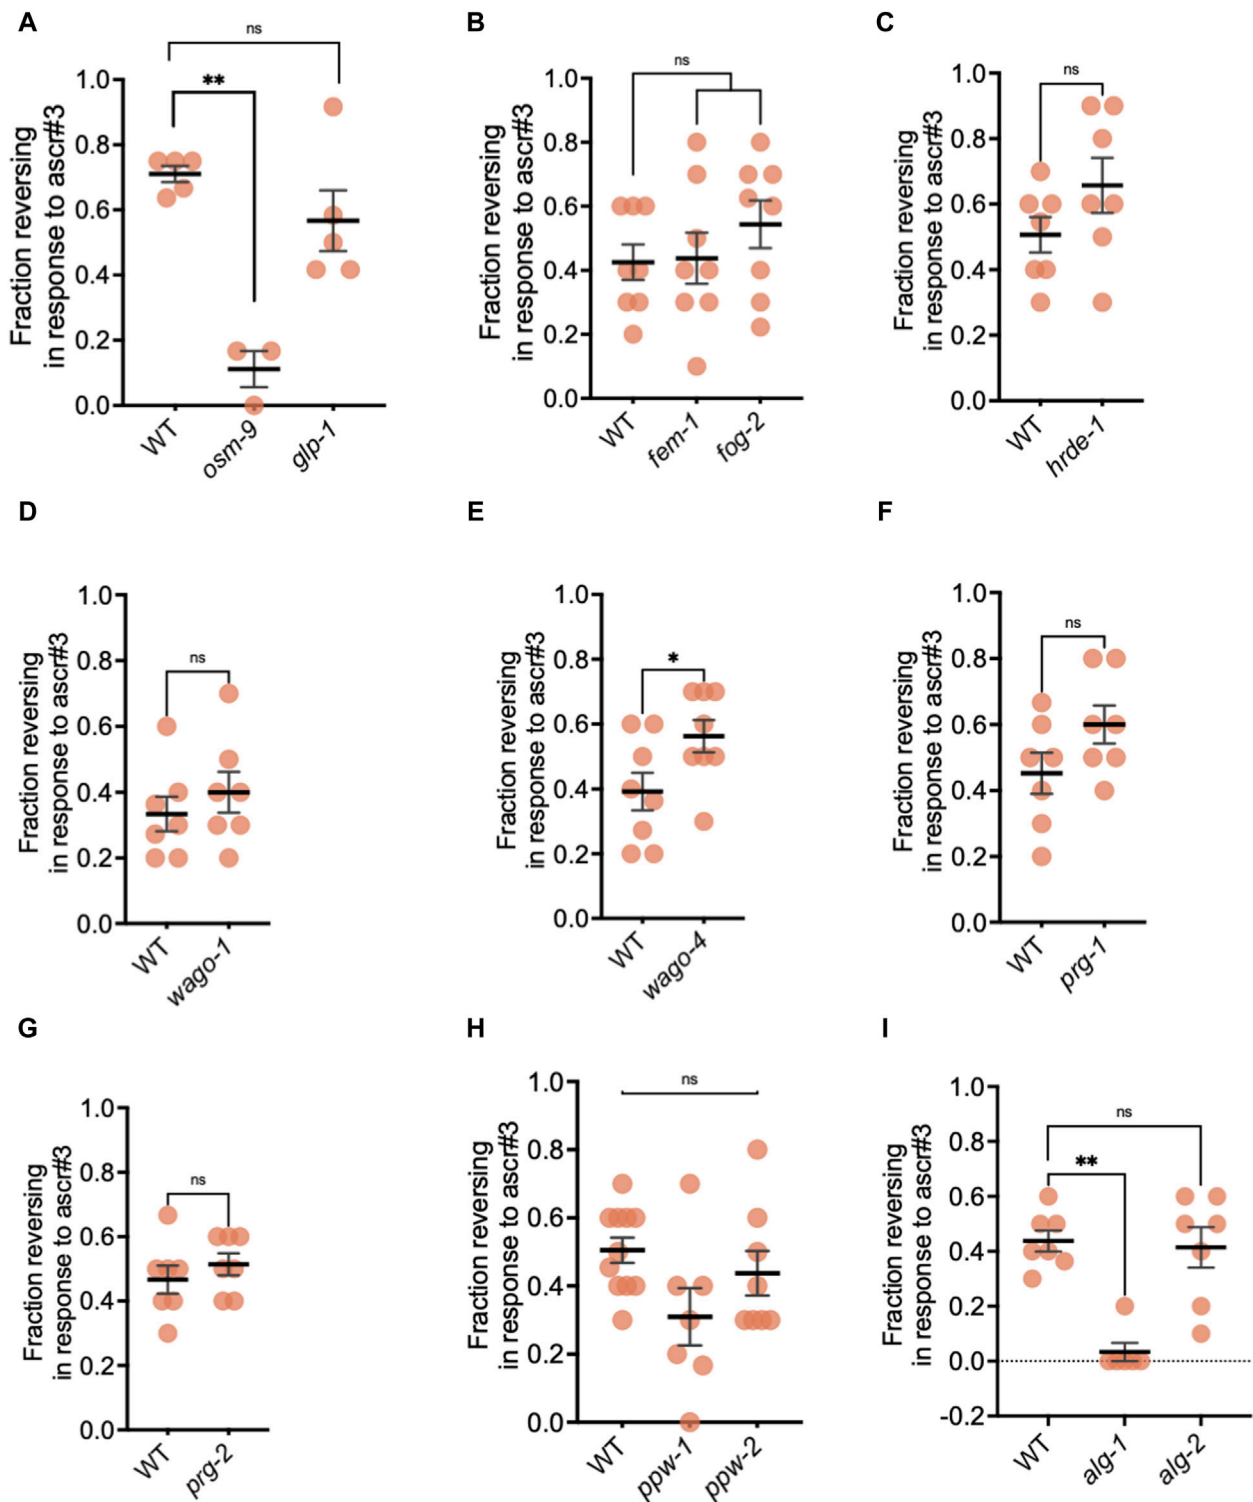 A
ns
**
1.0
0.8
0.6
0.4
0.2
0.0
Fraction reversing
in response to ascr#3
WT
osm-9
glp-1
B
ns
1.0
0.8
0.6
0.4
0.2
0.0
Fraction reversing
in response to ascr#3
WT
fem-1
fog-2
C
ns
1.0
0.8
0.6
0.4
0.2
0.0
Fraction reversing
in response to ascr#3
WT
hrde-1
D
ns
1.0
0.8
0.6
0.4
0.2
0.0
Fraction reversing
in response to ascr#3
WT
wago-1
E
*
1.0
0.8
0.6
0.4
0.2
0.0
Fraction reversing
in response to ascr#3
WT
wago-4
F
ns
1.0
0.8
0.6
0.4
0.2
0.0
Fraction reversing
in response to ascr#3
WT
prg-1
G
ns
1.0
0.8
0.6
0.4
0.2
0.0
Fraction reversing
in response to ascr#3
WT
prg-2
H
ns
1.0
0.8
0.6
0.4
0.2
0.0
Fraction reversing
in response to ascr#3
WT
ppw-1
ppw-2
I
ns
**
1.0
0.8
0.6
0.4
0.2
0.0
-0.2
Fraction reversing
in response to ascr#3
WT
alg-1
alg-2